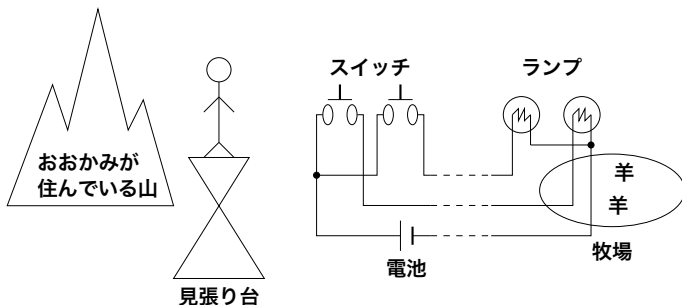 スイッチ
ランプ
おおかみが
住んでいる山
羊
羊
牧場
電池
見張り台